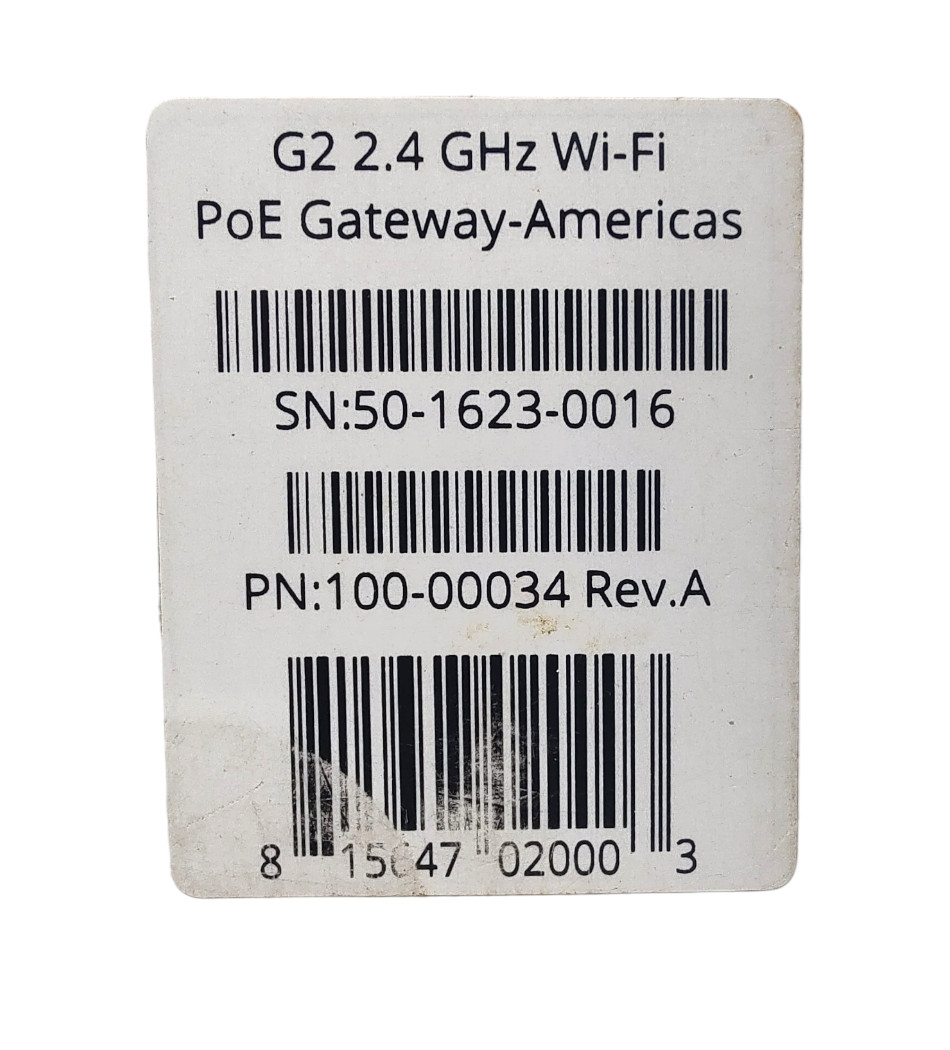 G2 2.4 GHz Wi-Fi
PoE Gateway-Americas
SN:50-1623-0016
PN:100-00034 Rev.A
8 15647 02000 3